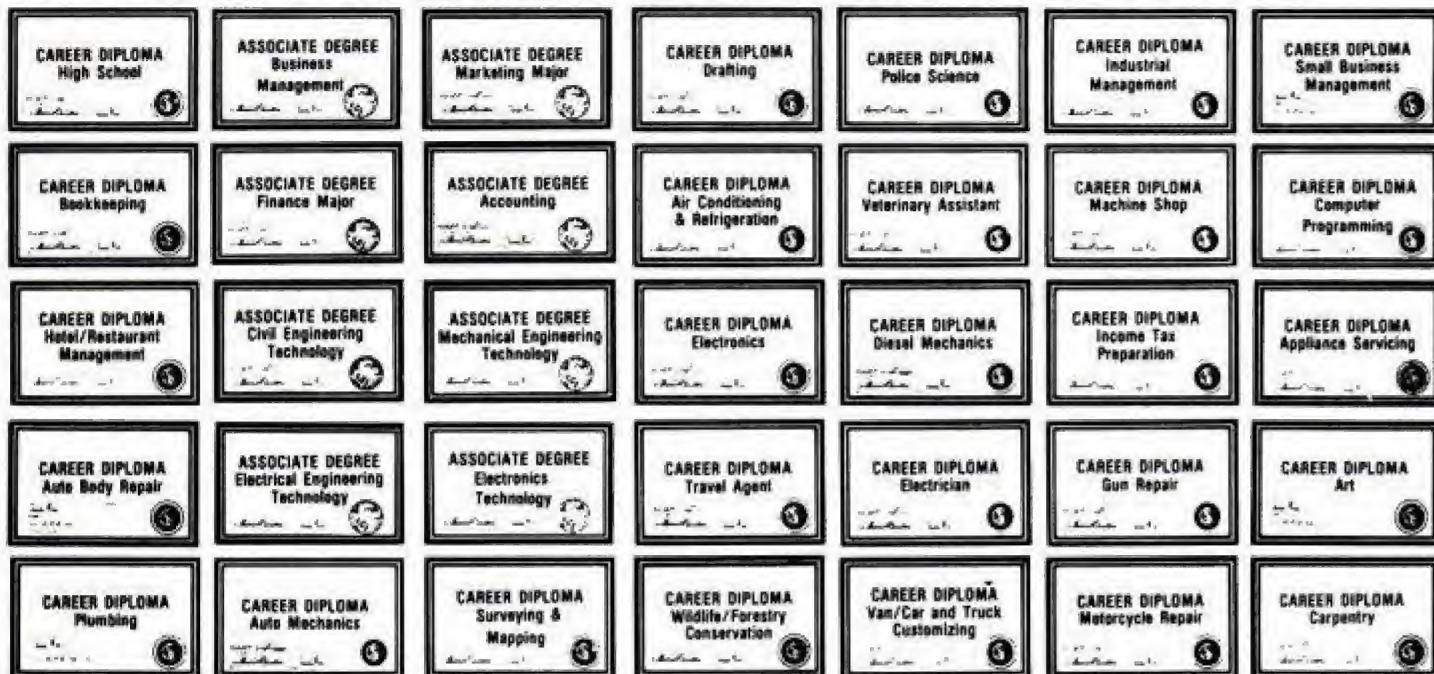 CAREER DIPLOMA
High School
ASSOCIATE DEGREE
Business
Management
ASSOCIATE DEGREE
Marketing Major
CAREER DIPLOMA
Drafting
CAREER DIPLOMA
Police Science
CAREER DIPLOMA
Industrial
Management
CAREER DIPLOMA
Small Business
Management
CAREER DIPLOMA
Bookkeeping
ASSOCIATE DEGREE
Finance Major
ASSOCIATE DEGREE
Accounting
CAREER DIPLOMA
Air Conditioning
& Refrigeration
CAREER DIPLOMA
Veterinary Assistant
CAREER DIPLOMA
Machine Shop
CAREER DIPLOMA
Computer
Programming
CAREER DIPLOMA
Hotel/Restaurant
Management
ASSOCIATE DEGREE
Civil Engineering
Technology
ASSOCIATE DEGREE
Mechanical Engineering
Technology
CAREER DIPLOMA
Electronics
CAREER DIPLOMA
Diesel Mechanics
CAREER DIPLOMA
Income Tax
Preparation
CAREER DIPLOMA
Appliance Servicing
CAREER DIPLOMA
Auto Body Repair
ASSOCIATE DEGREE
Electrical Engineering
Technology
ASSOCIATE DEGREE
Electronics
Technology
CAREER DIPLOMA
Travel Agent
CAREER DIPLOMA
Electrician
CAREER DIPLOMA
Gun Repair
CAREER DIPLOMA
Art
CAREER DIPLOMA
Plumbing
CAREER DIPLOMA
Auto Mechanics
CAREER DIPLOMA
Surveying &
Mapping
CAREER DIPLOMA
Wildlife/Forestry
Conservation
CAREER DIPLOMA
Van/Car and Truck
Customizing
CAREER DIPLOMA
Motorcycle Repair
CAREER DIPLOMA
Carpentry